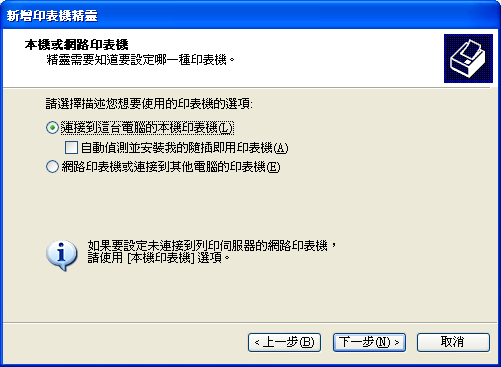 新增印表機精靈
本機或網路印表機
精靈需要知道要設定哪一種印表機。
請選擇描述您想要使用的印表機的選項:
連接到這台電腦的本機印表機(L)
自動偵測並安裝我的隨插即用印表機(A)
網路印表機或連接到其他電腦的印表機(E)
如果要設定未連接到列印伺服器的網路印表機，
請使用 [本機印表機] 選項。
< 上一步(B)
下一步(N) >
取消